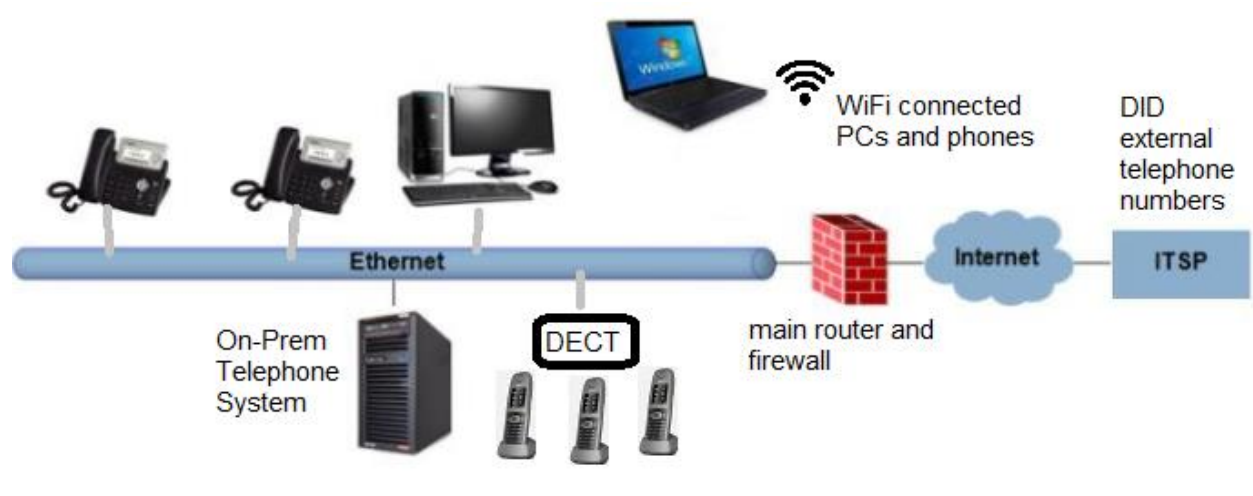 WiFi connected
PCs and phones
DID
external
telephone
numbers
Ethernet
Internet
ITSP
On-Prem
Telephone
System
DECT
main router and
firewall